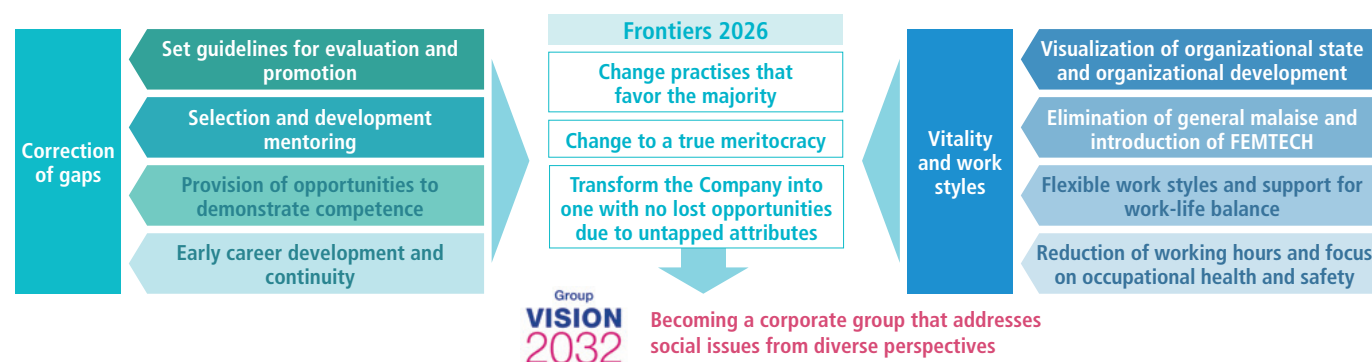 Correction
of gaps
Set guidelines for evaluation and
promotion
Selection and development
mentoring
Provision of opportunities to
demonstrate competence
Early career development and
continuity
Frontiers 2026
Change practises that
favor the majority
Change to a true meritocracy
Transform the Company into
one with no lost opportunities
due to untapped attributes
Vitality
and work
styles
Visualization of organizational state
and organizational development
Elimination of general malaise and
introduction of FEMTECH
Flexible work styles and support for
work-life balance
Reduction of working hours and focus
on occupational health and safety
Group
VISION
2032
Becoming a corporate group that addresses
social issues from diverse perspectives